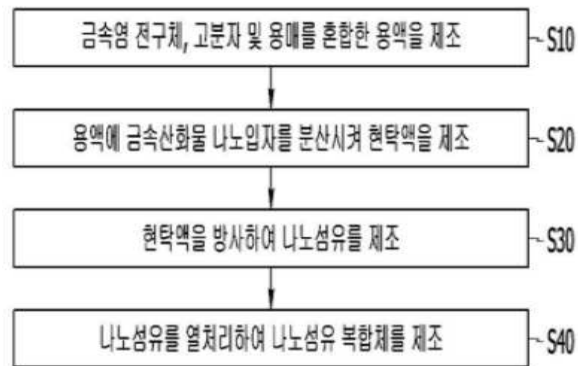 금속염 전구체, 고분자 및 용매를 혼합한 용액을 제조 S10
용액에 금속산화물 나노입자를 분산시켜 현탁액을 제조 S20
현탁액을 방사하여 나노섬유를 제조 S30
나노섬유를 열처리하여 나노섬유 복합체를 제조 S40